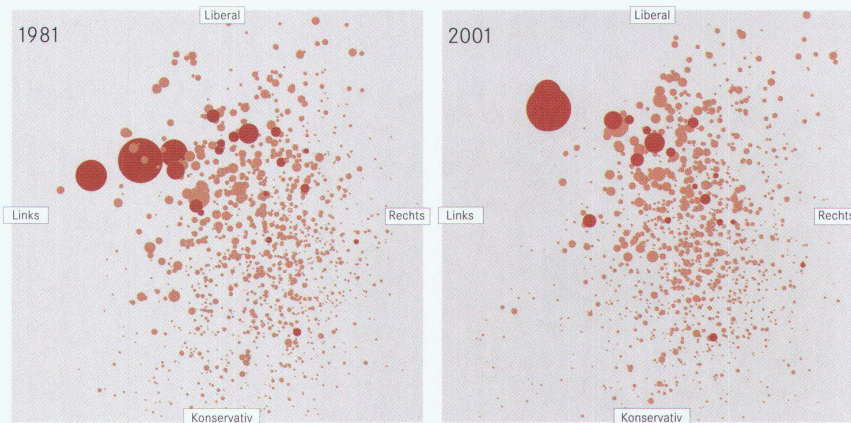 Liberal
1981
Links
Rechts
Konservativ
Liberal
2001
Links
Rechts
Konservativ